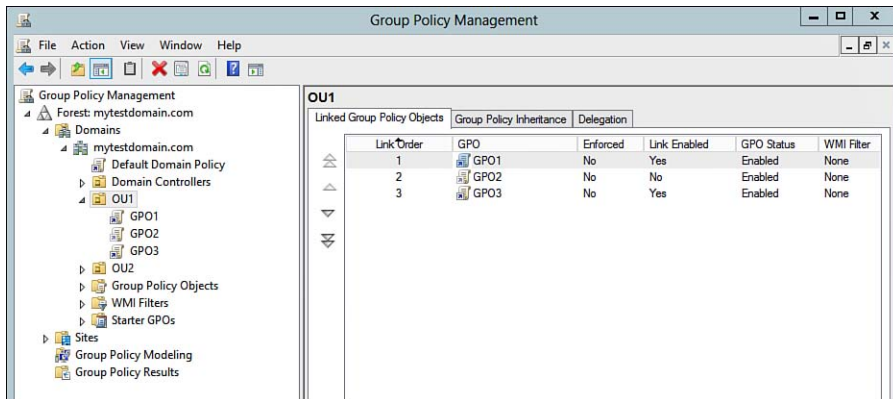 Group Policy Management
File Action View Window Help
Group Policy Management
Forest: mytestdomain.com
Domains
mytestdomain.com
Default Domain Policy
Domain Controllers
OU1
GPO1
GPO2
GPO3
OU2
Group Policy Objects
WMI Filters
Starter GPOs
Sites
Group Policy Modeling
Group Policy Results
OU1
Linked Group Policy Objects Group Policy Inheritance Delegation
Link Order GPO Enforced Link Enabled GPO Status WMI Filter
1 GPO1 No Yes Enabled None
2 GPO2 No No Enabled None
3 GPO3 No Yes Enabled None